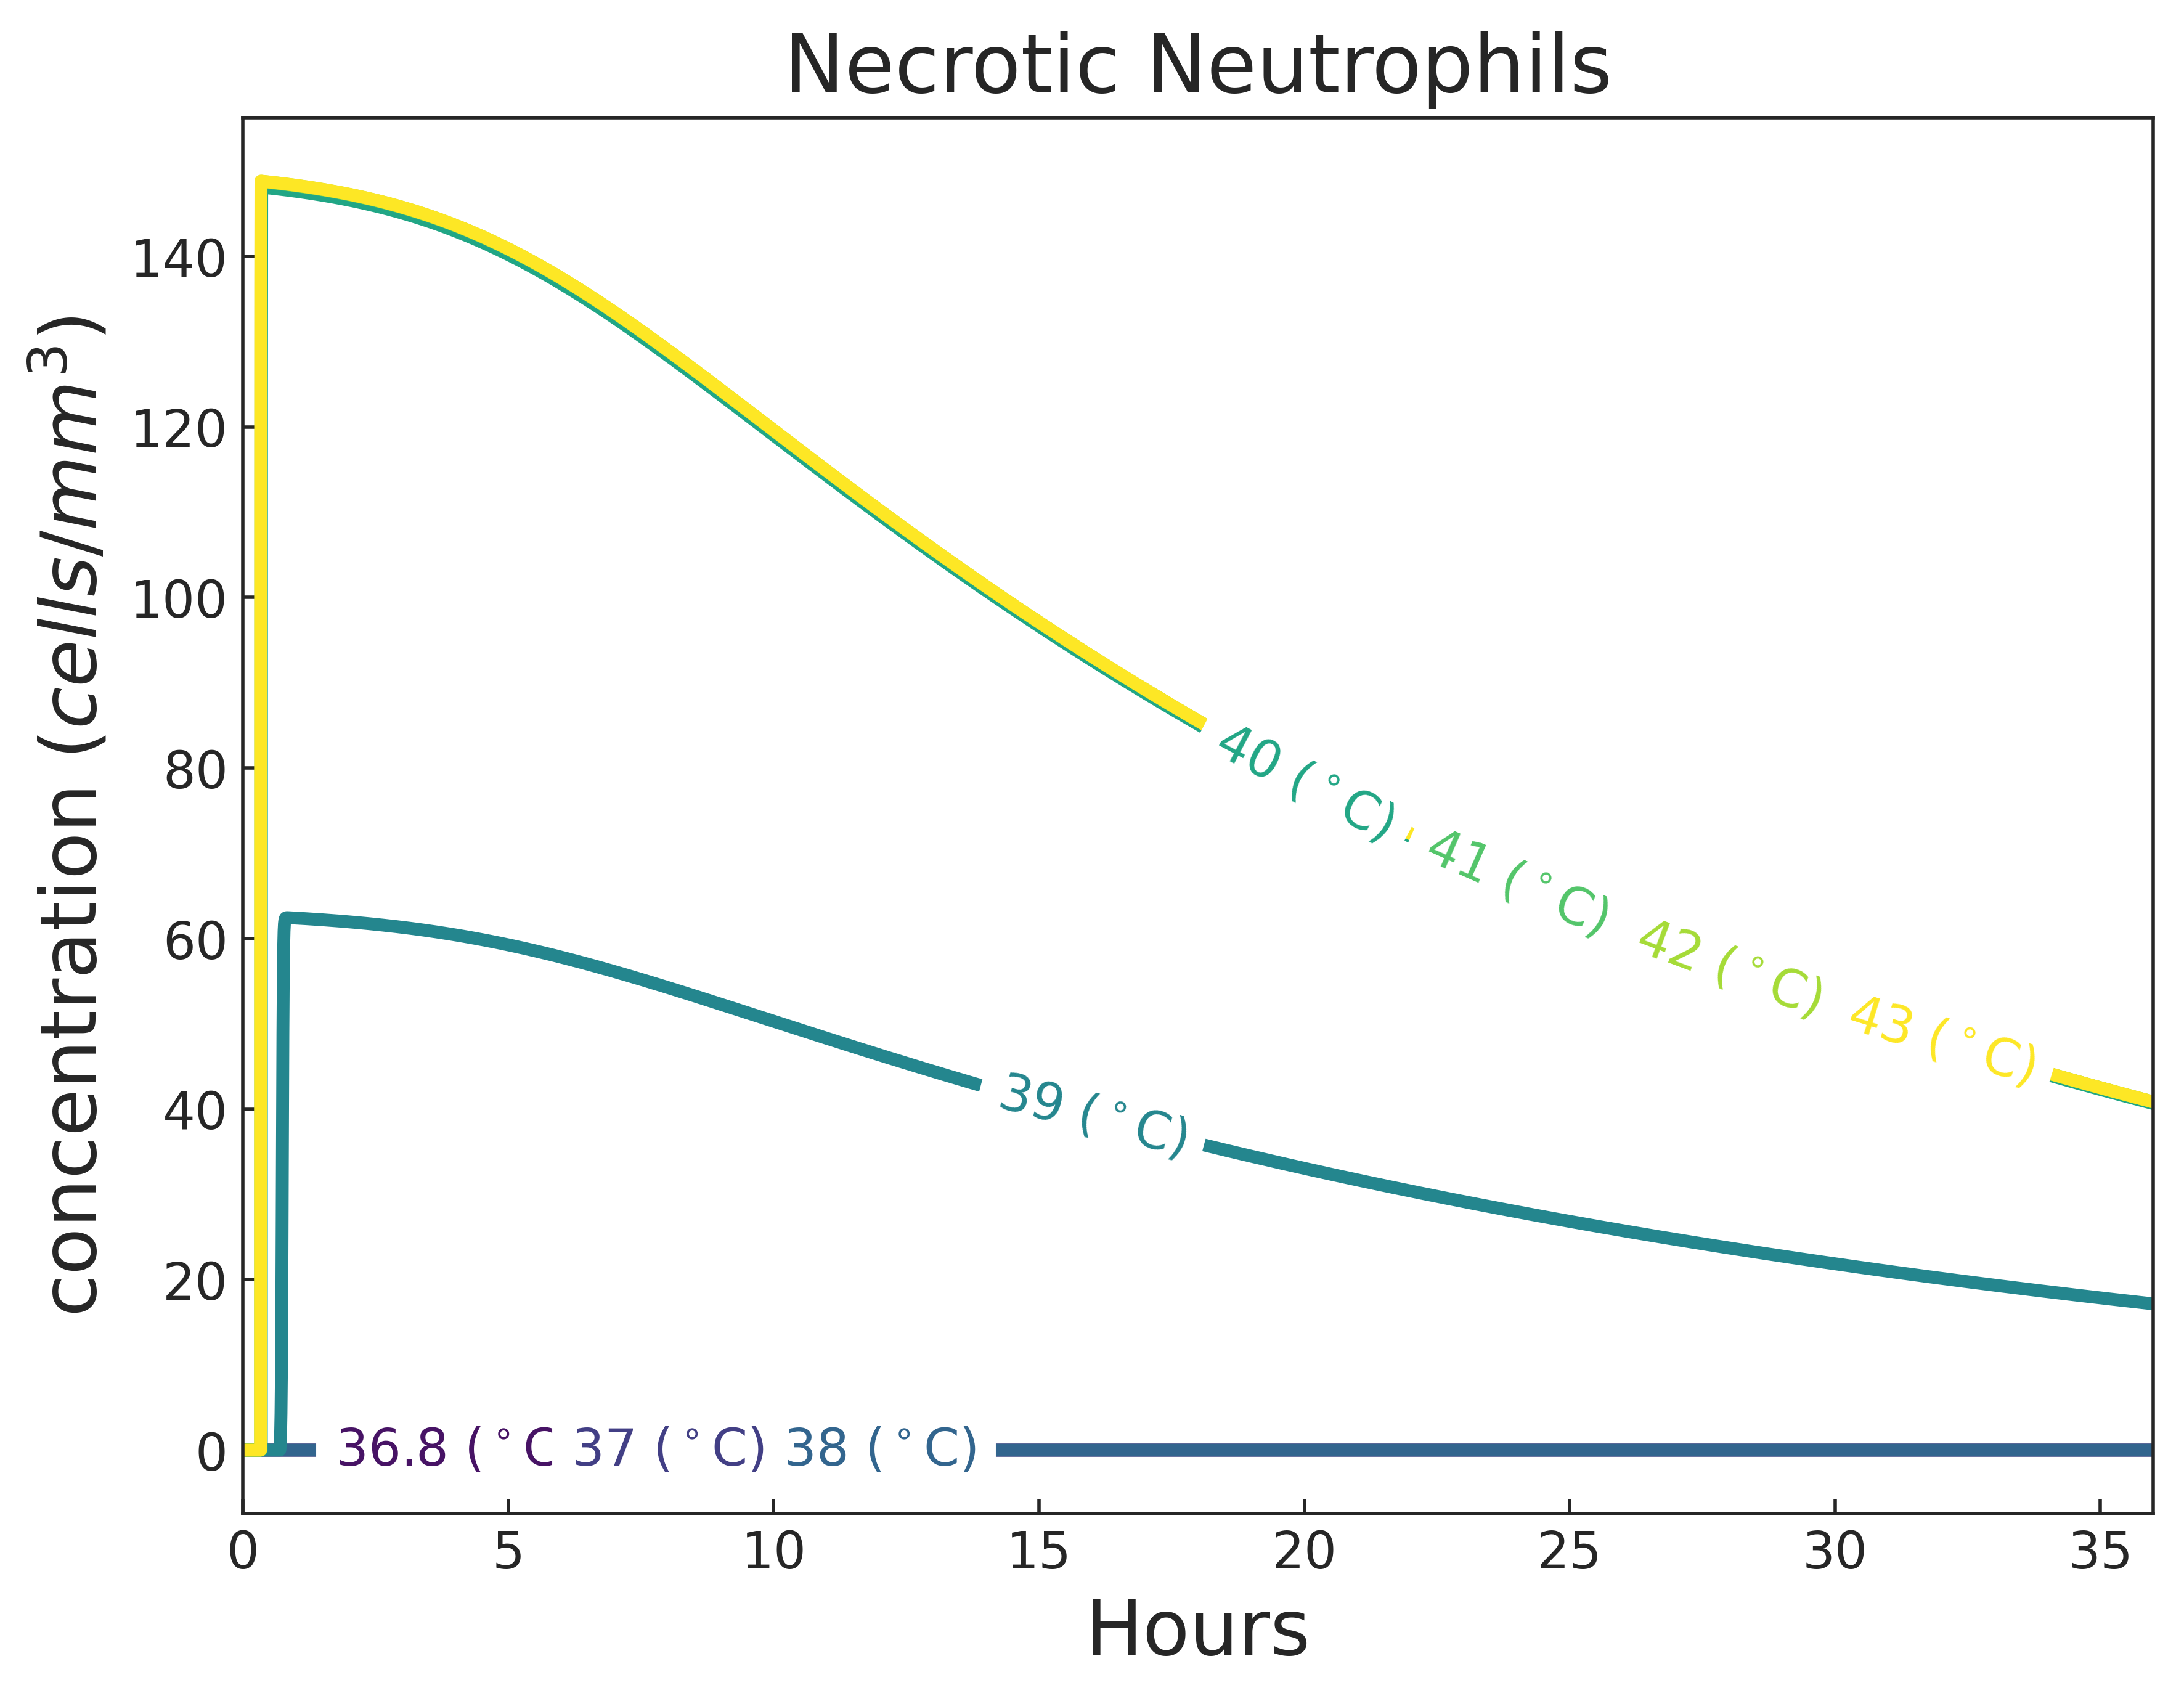 Necrotic Neutrophils
concentration (cells/mm³)
140
120
100
80
60
40
20
0
40 (°C)
41 (°C)
42 (°C)
43 (°C)
39 (°C)
36.8 (°C 37 (°C) 38 (°C)
0 5 10 15 20 25 30 35
Hours